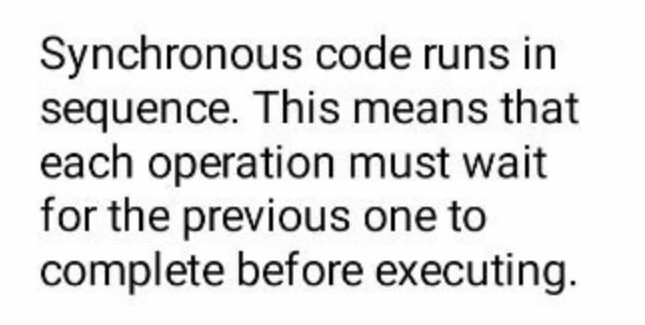 Synchronous code runs in
sequence. This means that
each operation must wait
for the previous one to
complete before executing.